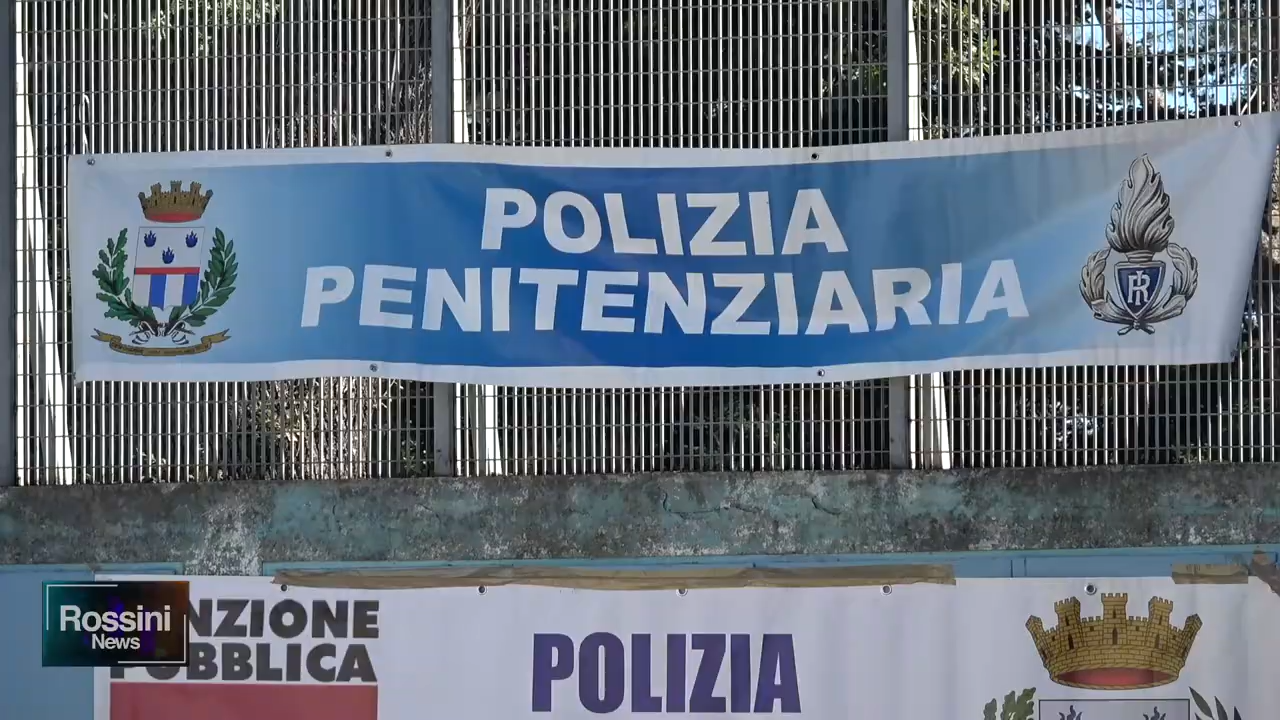 POLIZIA
PENITENZIARIA
Rossini
News
NZIONE
UBBLICA
POLIZIA